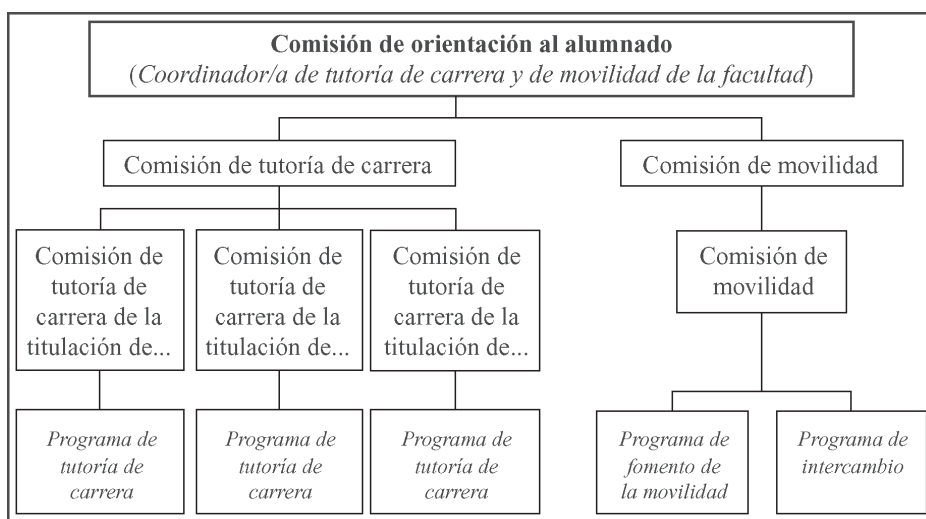 Comisión de orientación al alumnado
(Coordinador/a de tutoría de carrera y de movilidad de la facultad)
Comisión de tutoría de carrera
Comisión de movilidad
Comisión de
tutoría de
carrera de la
titulación de...
Comisión de
tutoría de
carrera de la
titulación de...
Comisión de
tutoría de
carrera de la
titulación de...
Comisión de
movilidad
Programa de
tutoría de
carrera
Programa de
tutoría de
carrera
Programa de
tutoría de
carrera
Programa de
fomento de
la movilidad
Programa de
intercambio